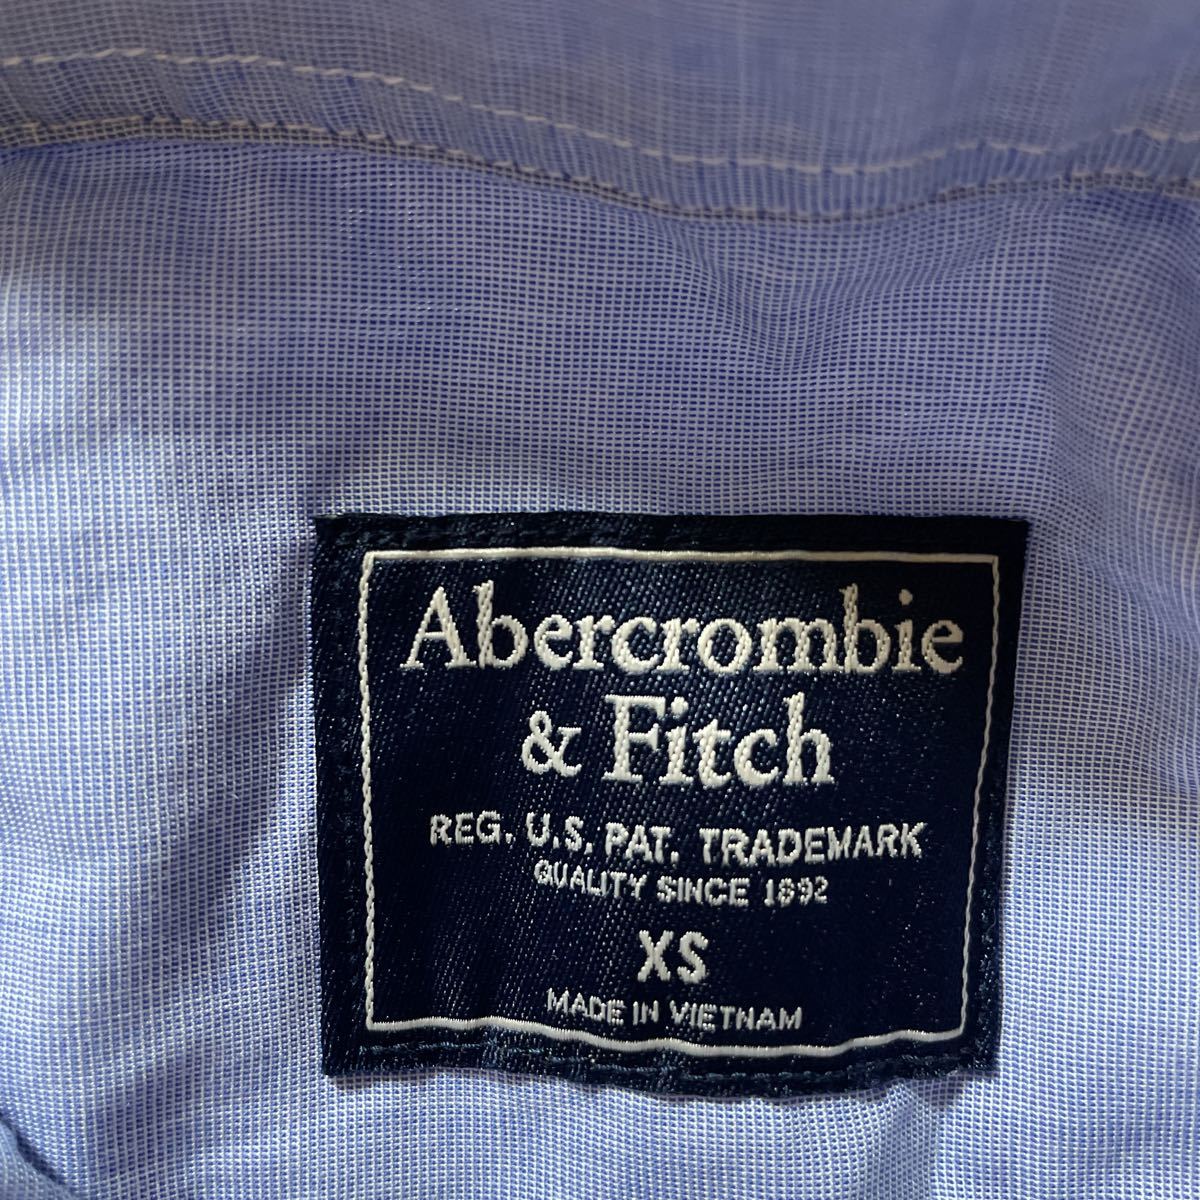 Abercrombie
& Fitch
REG. U.S. PAT. TRADEMARK
QUALITY SINCE 1892
XS
MADE IN VIETNAM